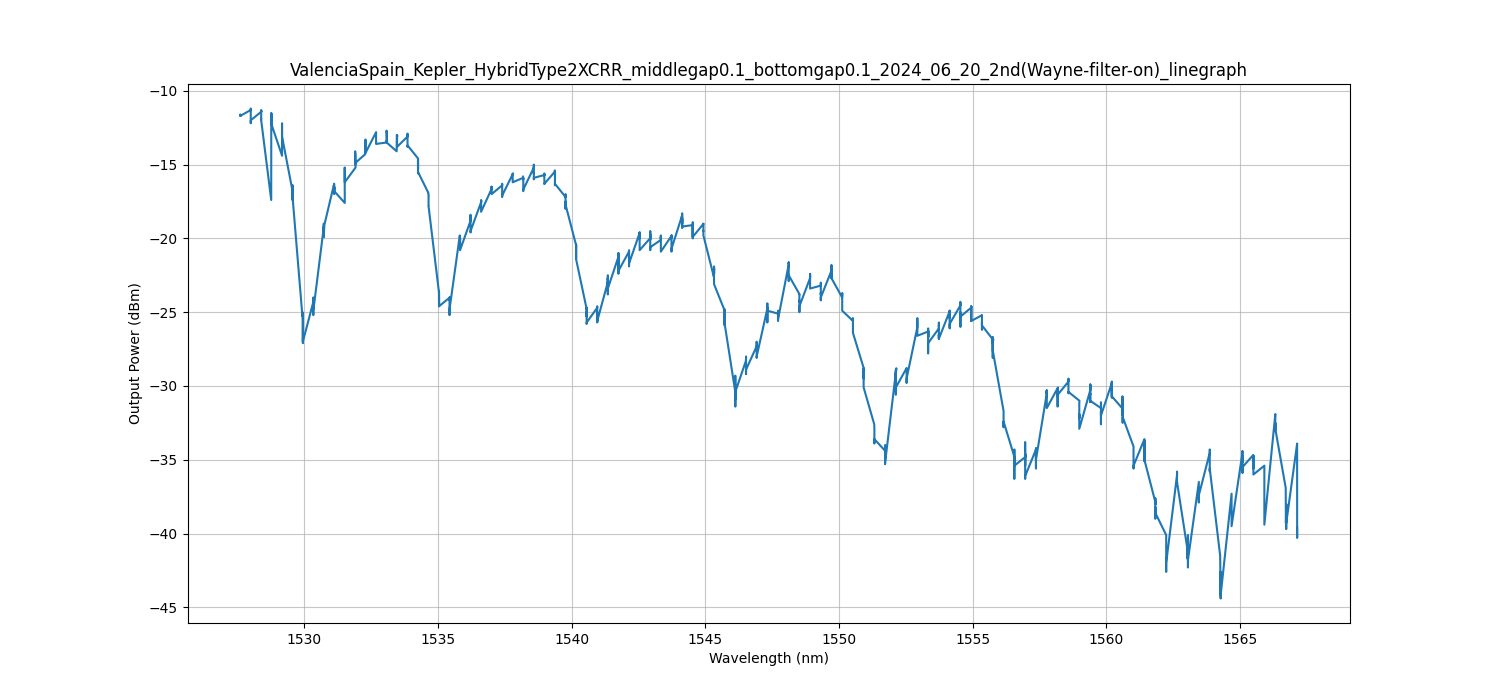 ValenciaSpain_Kepler_HybridType2XCRR_middlegap0.1_bottomgap0.1_2024_06_20_2nd(Wayne-filter-on)_linegraph
Output Power (dBm)
−10
−15
−20
−25
−30
−35
−40
−45
1530 1535 1540 1545 1550 1555 1560 1565
Wavelength (nm)